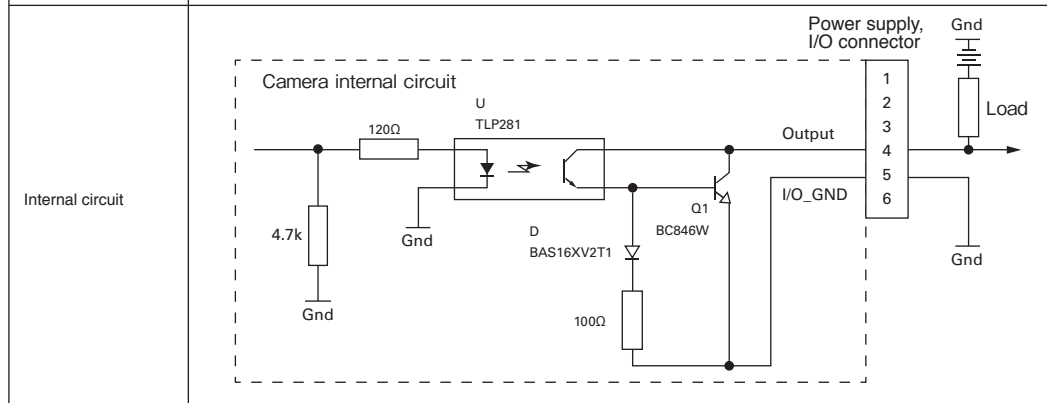 Internal circuit
Camera internal circuit
Power supply,
I/O connector
Gnd
Load
1
2
3
4
5
6
U
TLP281
120Ω
Output
I/O_GND
4.7k
Gnd
Gnd
D
BAS16XV2T1
Q1
BC846W
100Ω
Gnd